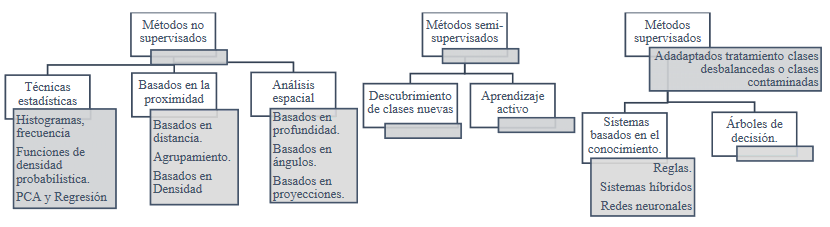 Métodos no
supervisados
Técnicas
estadísticas
Histogramas,
frecuencia
Funciones de
densidad
probabilistica.
PCA y Regresión
Basados en la
proximidad
Basados en
distancia.
Agrupamiento.
Basados en
Densidad
Análisis
espacial
Basados en
profundidad.
Basados en
ángulos.
Basados en
proyecciones.
Métodos semi-
supervisados
Descubrimiento
de clases nuevas
Aprendizaje
activo
Métodos
supervisados
Adadaptados tratamiento clases
desbalancedas o clases
contaminadas
Sistemas
basados en el
conocimiento.
Reglas.
Sistemas híbridos
Redes neuronales
Árboles de
decisión.